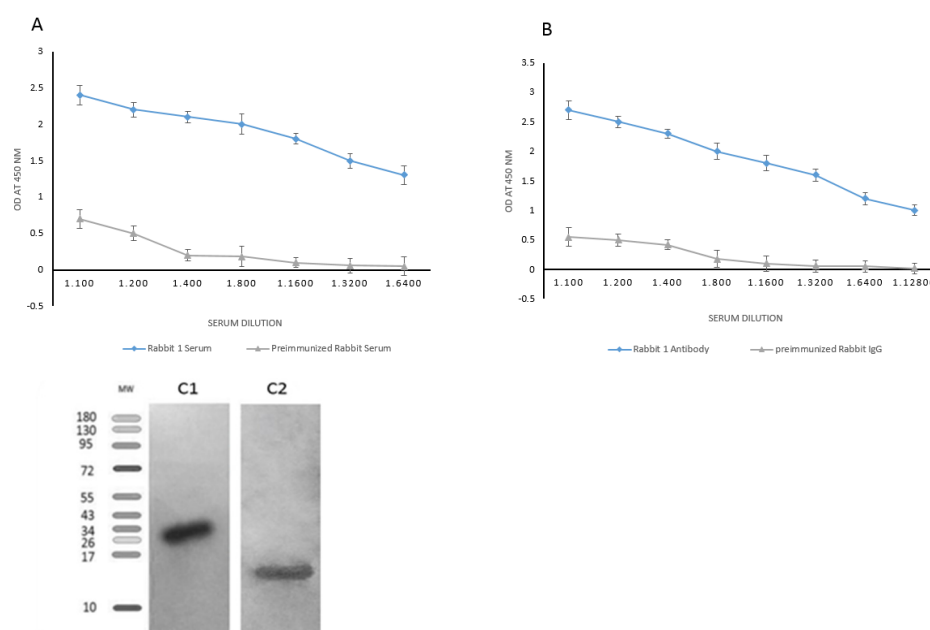 A
3
2.5
2
1.5
1
0.5
0
-0.5
OD AT 450 NM
1.100 1.200 1.400 1.800 1.1600 1.3200 1.6400
SERUM DILUTION
Rabbit 1 Serum Preimmunized Rabbit Serum
B
3.5
3
2.5
2
1.5
1
0.5
0
-0.5
OD AT 450 NM
1.100 1.200 1.400 1.800 1.1600 1.3200 1.6400 1.12800
SERUM DILUTION
Rabbit 1 Antibody preimmunized Rabbit IgG
MW C1 C2
180
130
95
72
55
43
34
26
17
10